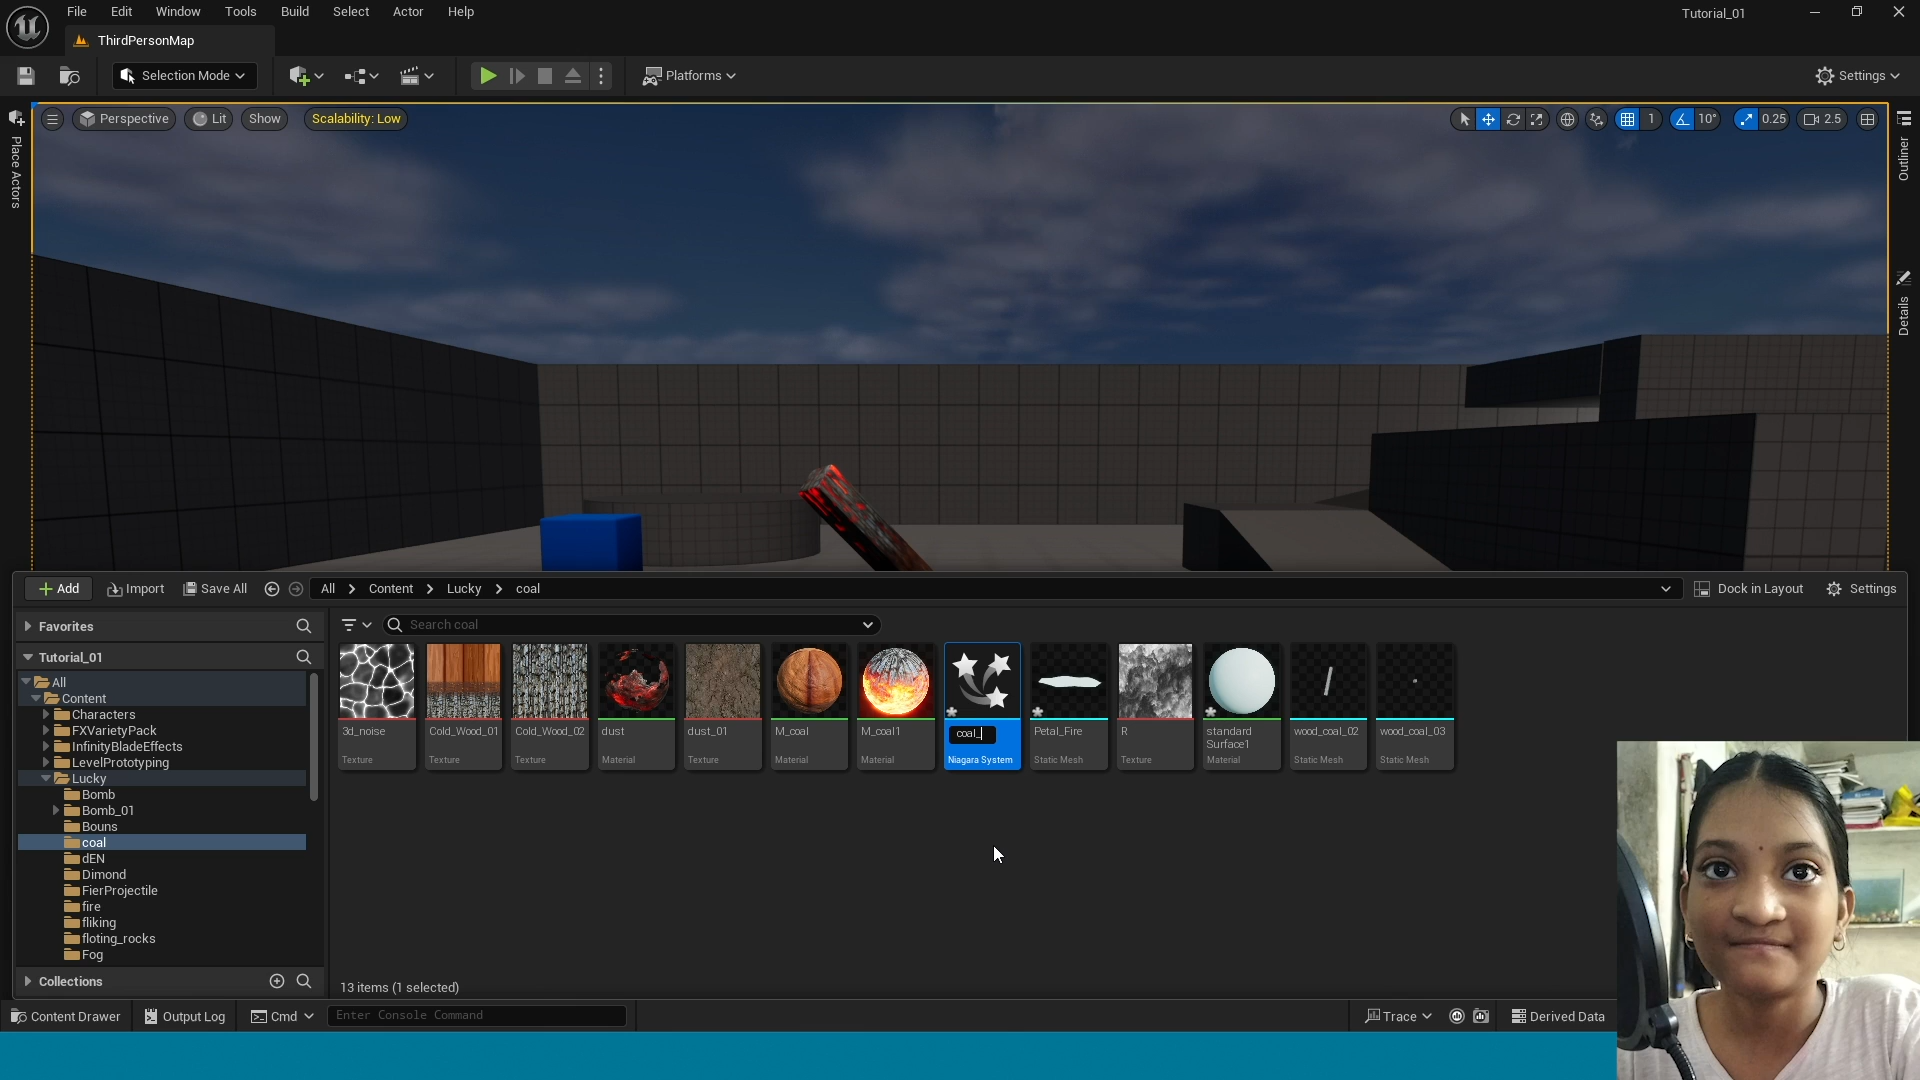 File Edit Window Tools Build Select Actor Help
Tutorial_01
ThirdPersonMap
Selection Mode
Platforms
Settings
Perspective Lit Show Scalability: Low
1 10° 0.25 2.5
Place Actors
Outliner
Details
Add Import Save All All Content Lucky coal
Dock in Layout Settings
Favorites
Search coal
Tutorial_01
All
Content
Characters
FXVarietyPack
InfinityBladeEffects
LevelPrototyping
Lucky
Bomb
Bomb_01
Bouns
coal
dEN
Dimond
FierProjectile
fire
fliking
floting_rocks
Fog
Collections
3d_noise
Texture
Cold_Wood_01
Texture
Cold_Wood_02
Texture
dust
Material
dust_01
Texture
M_coal
Material
M_coal1
Material
coal_
Niagara System
Petal_Fire
Static Mesh
R
Texture
standard
Surface1
Material
wood_coal_02
Static Mesh
wood_coal_03
Static Mesh
13 items (1 selected)
Content Drawer Output Log Cmd Enter Console Command
Trace Derived Data